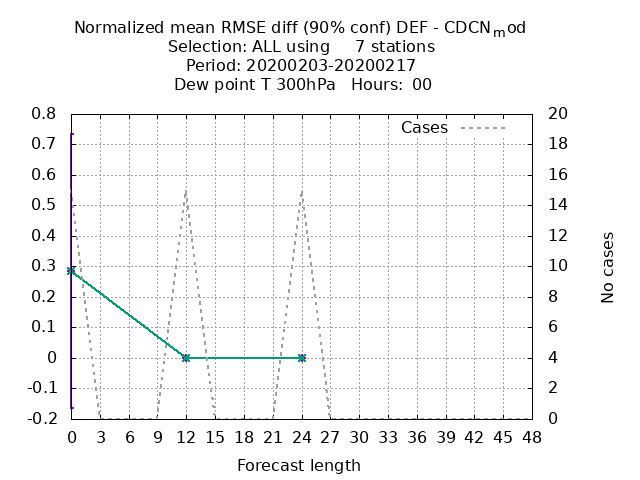 Normalized mean RMSE diff (90% conf) DEF - CDCNmod
Selection: ALL using 7 stations
Period: 20200203-20200217
Dew point T 300hPa Hours: 00
Cases
0.8
0.7
0.6
0.5
0.4
0.3
0.2
0.1
0
-0.1
-0.2
20
18
16
14
12
10
8
6
4
2
0
No cases
0 3 6 9 12 15 18 21 24 27 30 33 36 39 42 45 48
Forecast length